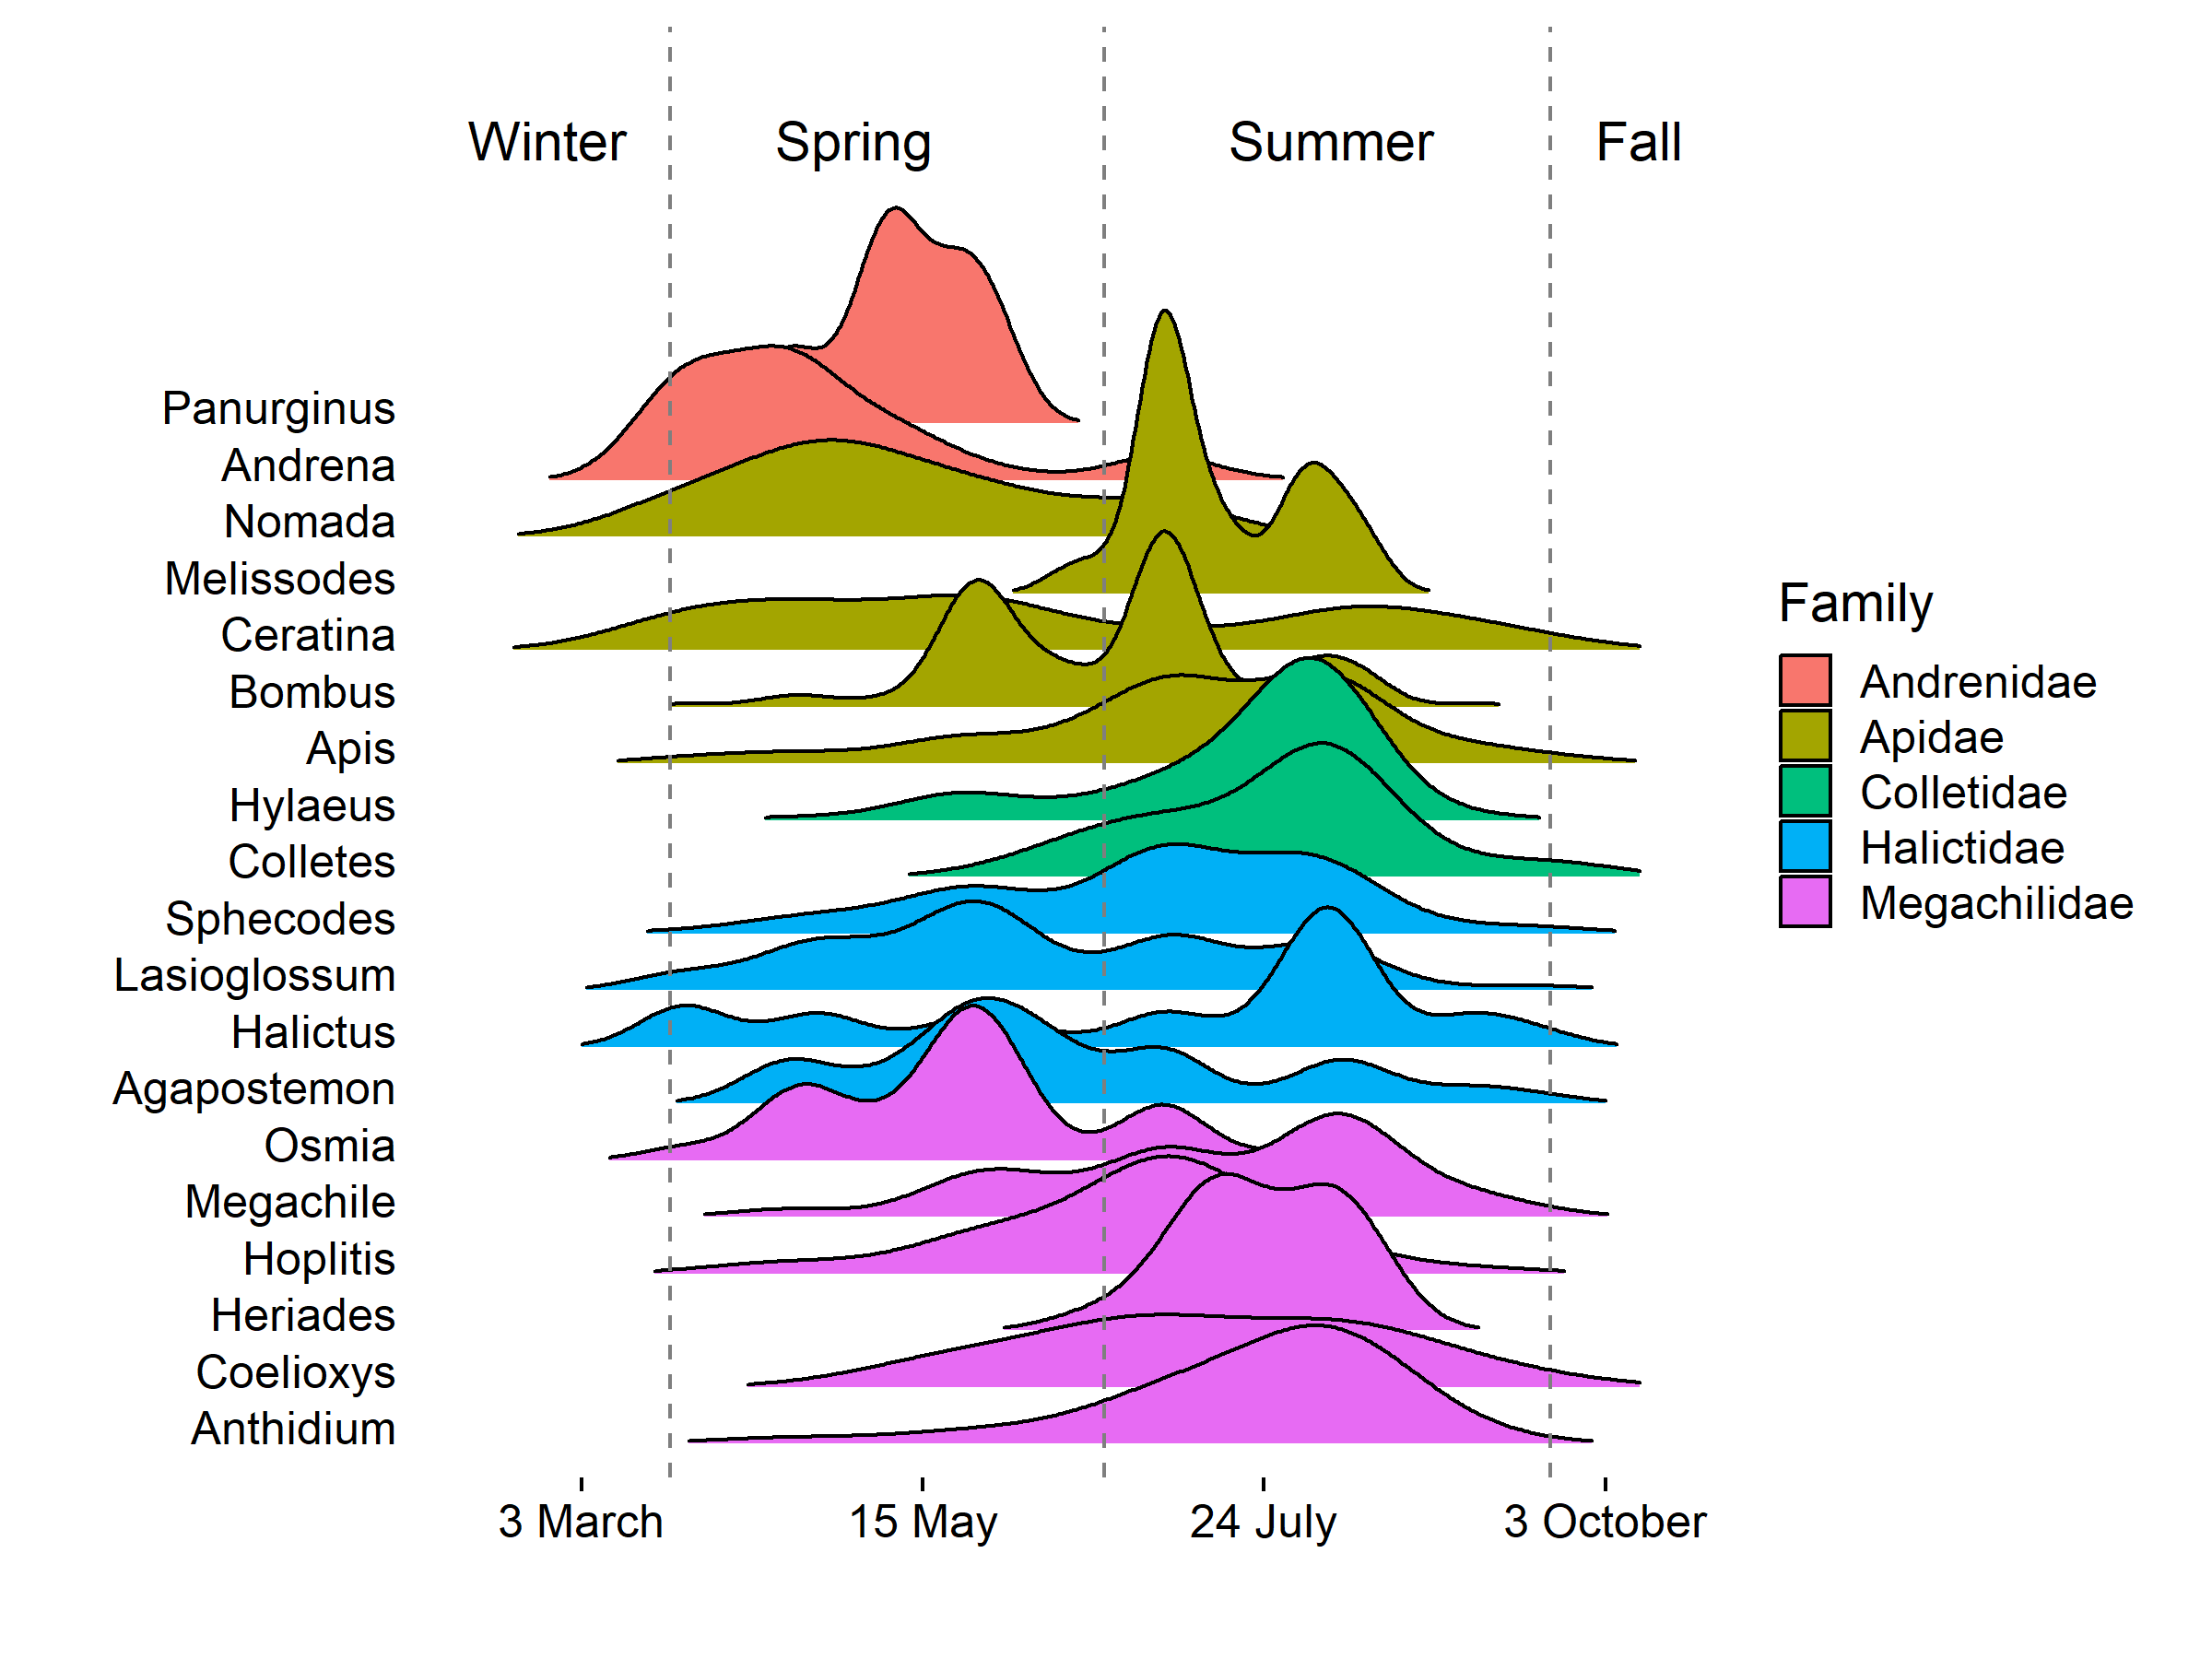 Winter Spring Summer Fall
Panurginus
Andrena
Nomada
Melissodes
Ceratina
Bombus
Apis
Hylaeus
Colletes
Sphecodes
Lasioglossum
Halictus
Agapostemon
Osmia
Megachile
Hoplitis
Heriades
Coelioxys
Anthidium
3 March 15 May 24 July 3 October
Family
Andrenidae
Apidae
Colletidae
Halictidae
Megachilidae